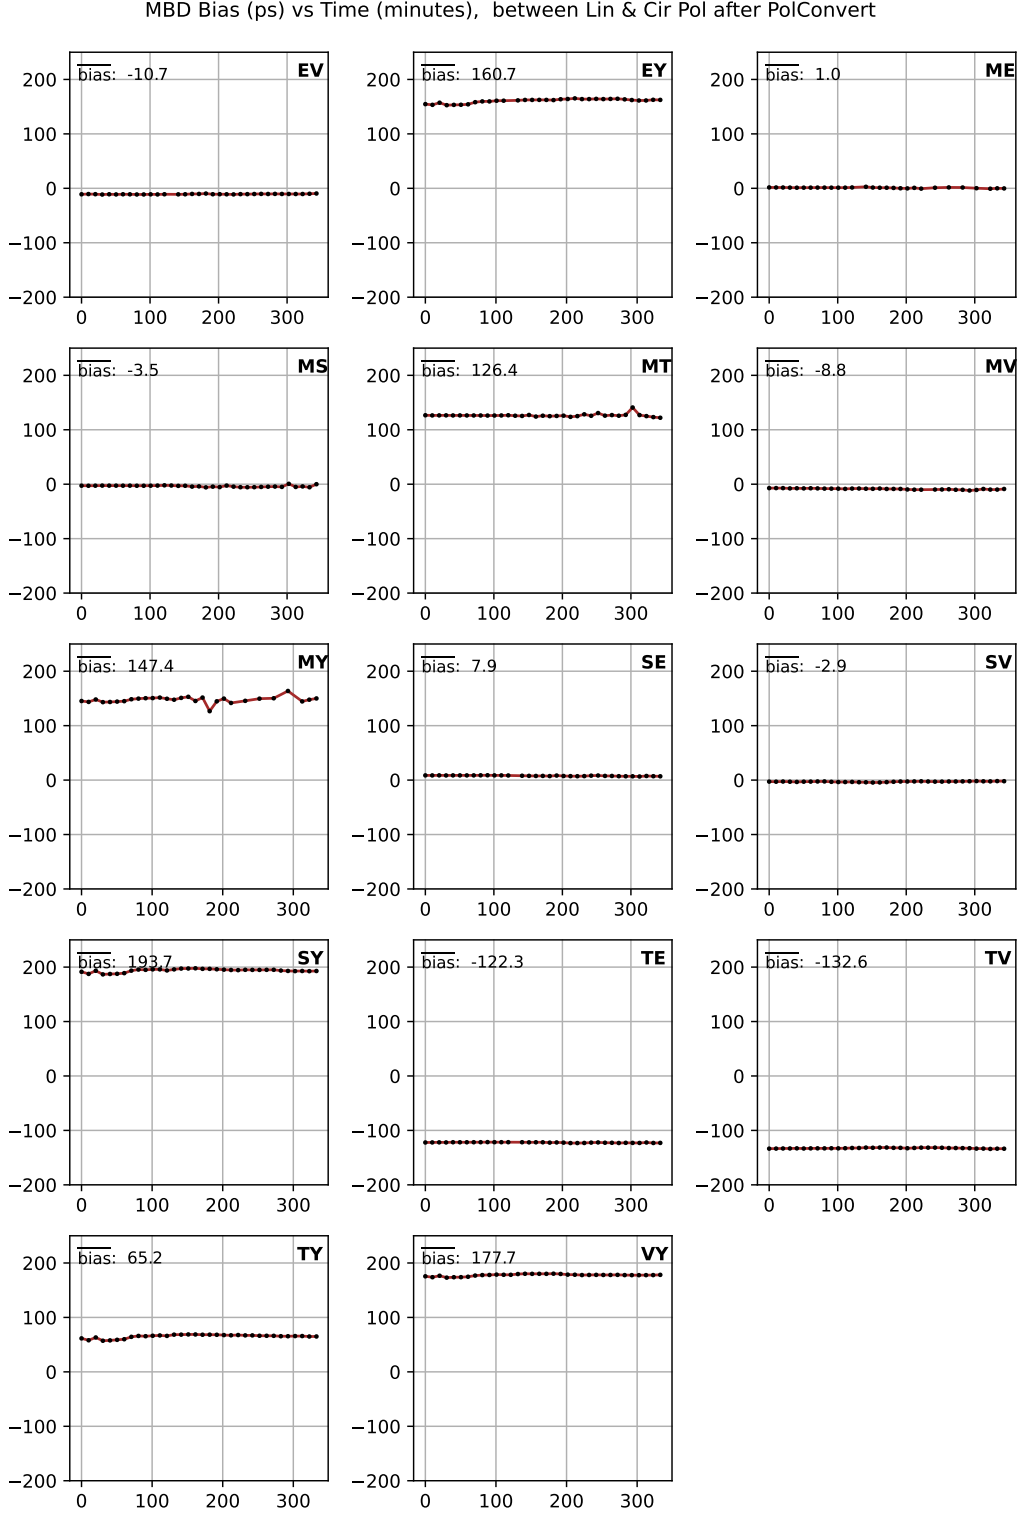 MBD Bias (ps) vs Time (minutes),  between Lin & Cir Pol after PolConvert
bias: -10.7 EV
200
100
0
−100
−200
0 100 200 300
bias: 160.7 EY
200
100
0
−100
−200
0 100 200 300
bias: 1.0 ME
200
100
0
−100
−200
0 100 200 300
bias: -3.5 MS
200
100
0
−100
−200
0 100 200 300
bias: 126.4 MT
200
100
0
−100
−200
0 100 200 300
bias: -8.8 MV
200
100
0
−100
−200
0 100 200 300
bias: 147.4 MY
200
100
0
−100
−200
0 100 200 300
bias: 7.9 SE
200
100
0
−100
−200
0 100 200 300
bias: -2.9 SV
200
100
0
−100
−200
0 100 200 300
bias: 193.7 SY
200
100
0
−100
−200
0 100 200 300
bias: -122.3 TE
200
100
0
−100
−200
0 100 200 300
bias: -132.6 TV
200
100
0
−100
−200
0 100 200 300
bias: 65.2 TY
200
100
0
−100
−200
0 100 200 300
bias: 177.7 VY
200
100
0
−100
−200
0 100 200 300